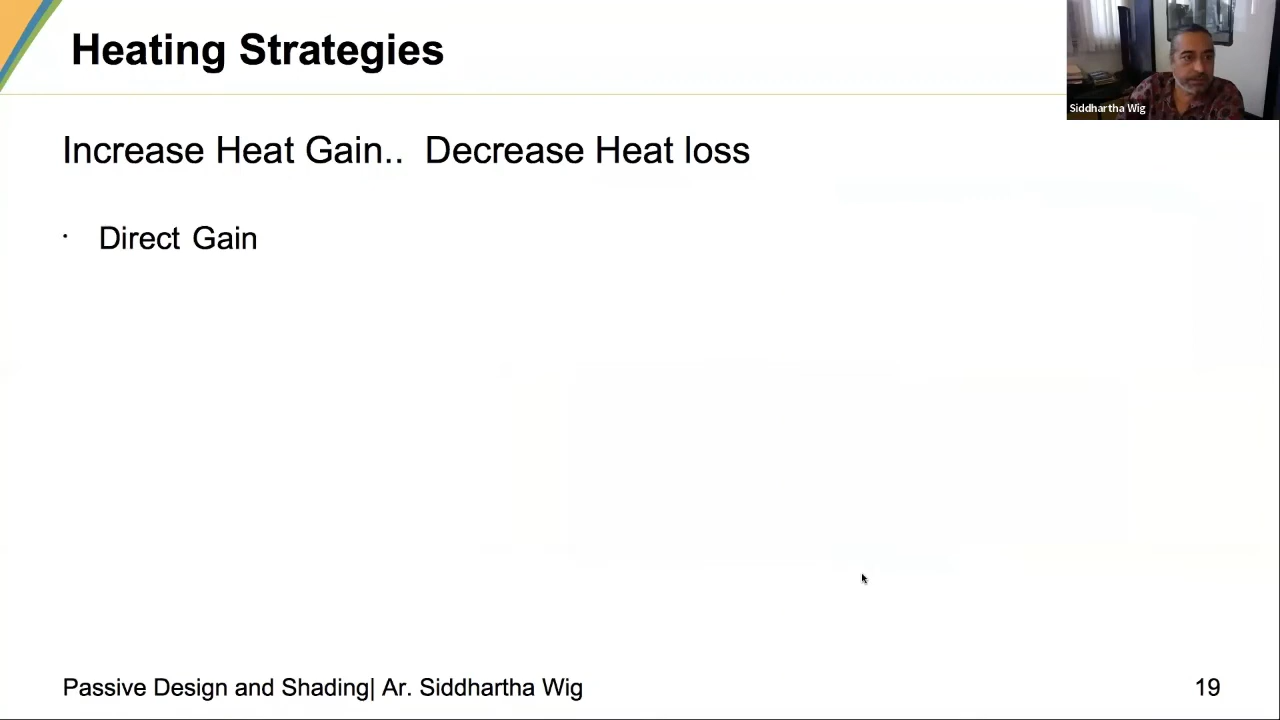 Heating Strategies
Siddhartha Wig
Increase Heat Gain.. Decrease Heat loss
· Direct Gain
Passive Design and Shading| Ar. Siddhartha Wig
19